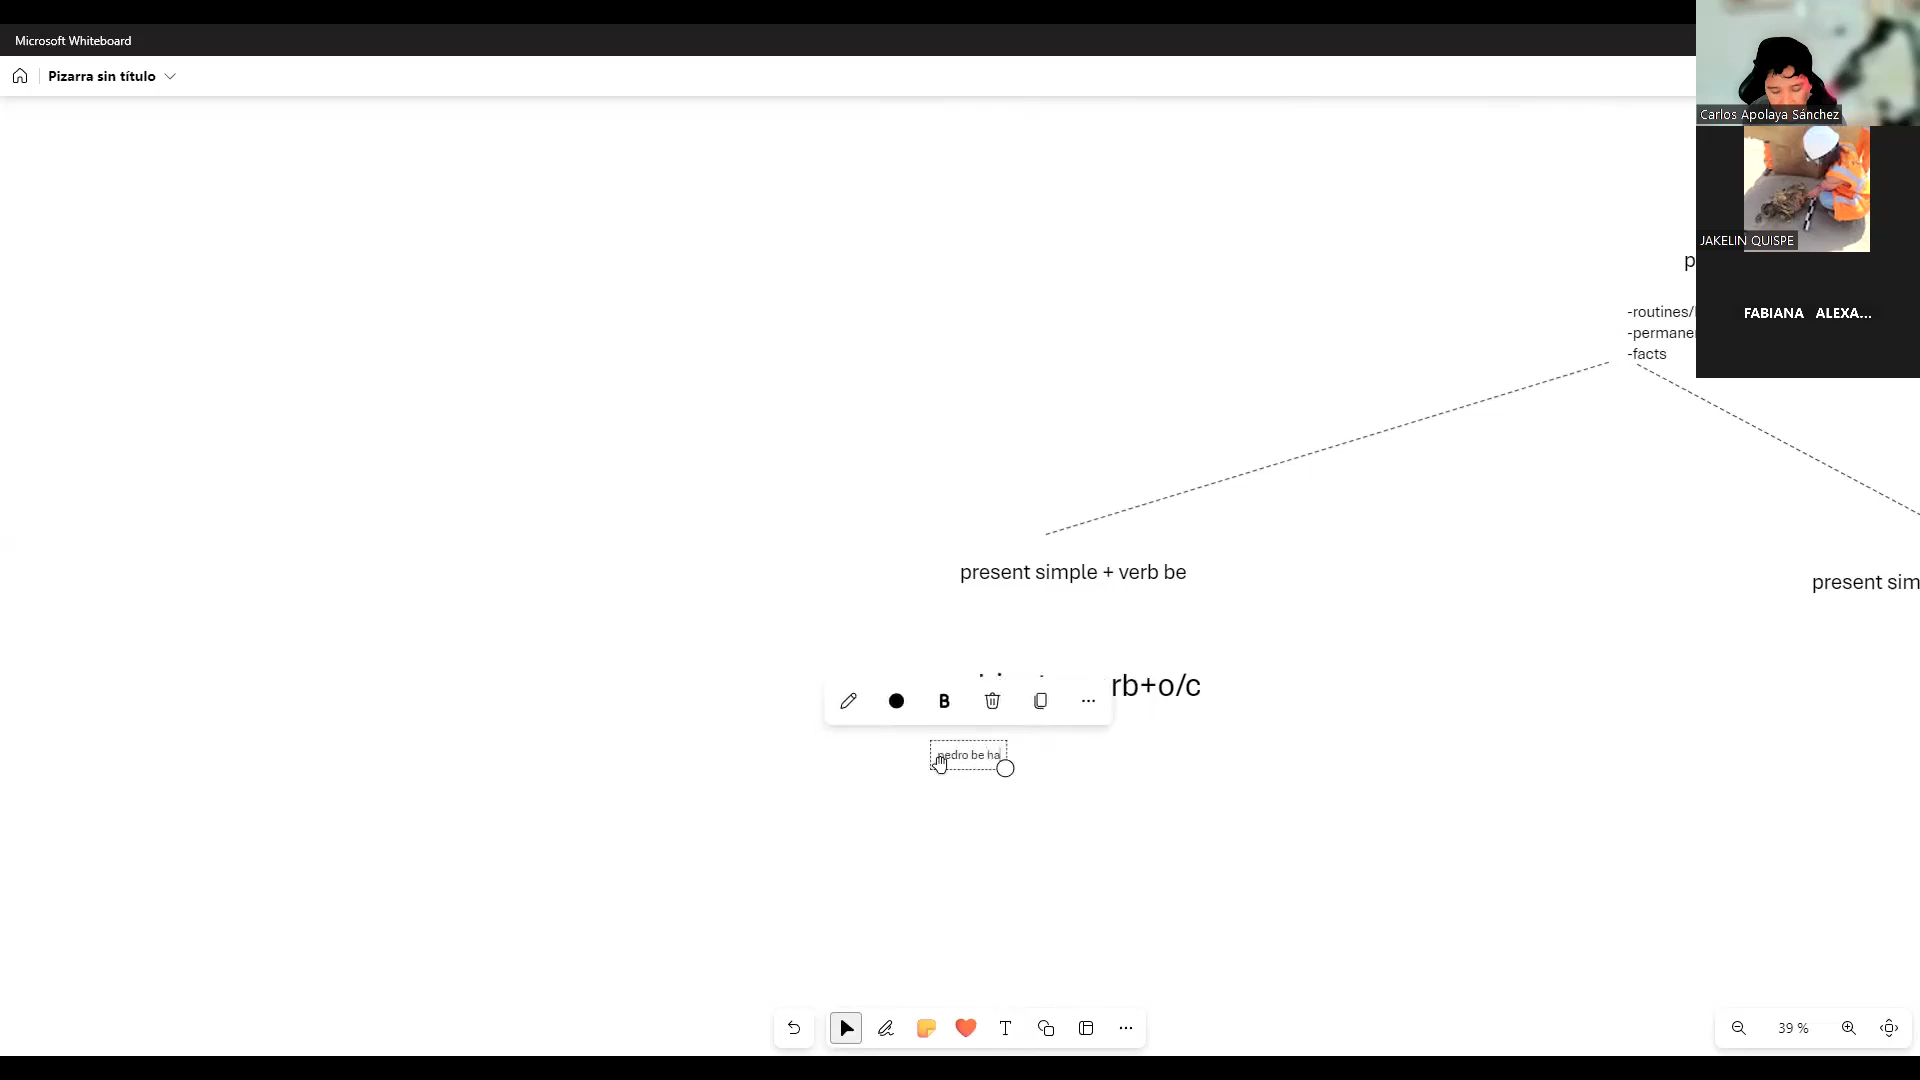 Microsoft Whiteboard
Pizarra sin título
Carlos Apolaya Sánchez
JAKELIN QUISPE
FABIANA ALEXA...
p
-routines/
-permane
-facts
present simple + verb be
present sim
rb+o/c
B
pedro be ha
T
39 %